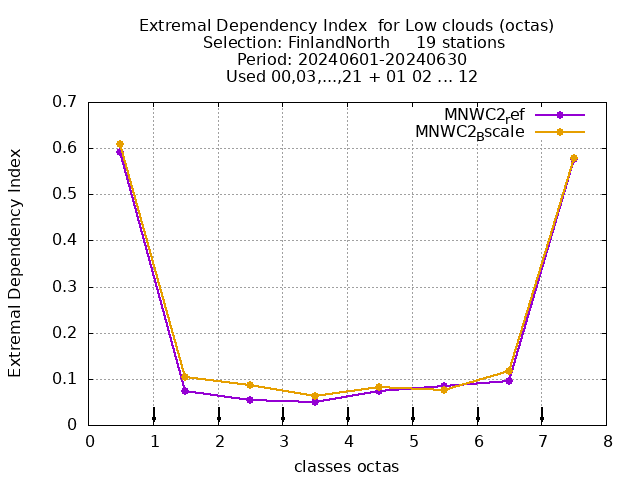 Extremal Dependency Index  for Low clouds (octas)
Selection: FinlandNorth     19 stations
Period: 20240601-20240630
Used 00,03,...,21 + 01 02 ... 12
MNWC2ref
MNWC2Bscale
0.7
0.6
0.5
0.4
0.3
0.2
0.1
0
Extremal Dependency Index
0 1 2 3 4 5 6 7 8
classes octas